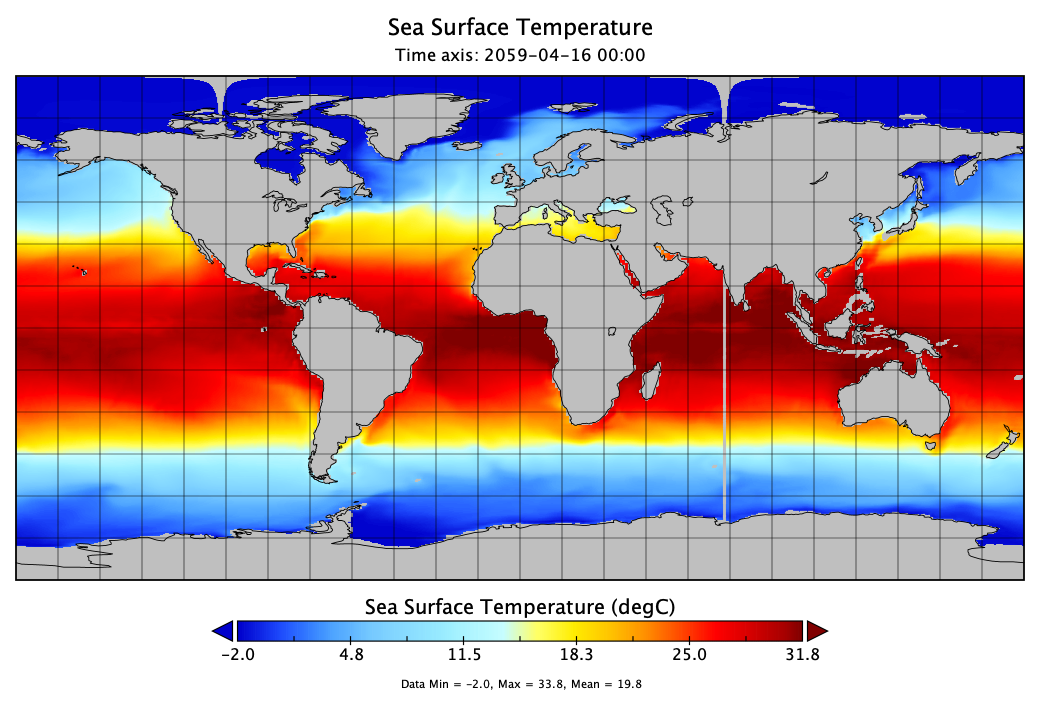 Sea Surface Temperature
Time axis: 2059-04-16 00:00
Sea Surface Temperature (degC)
−2.0 4.8 11.5 18.3 25.0 31.8
Data Min = −2.0, Max = 33.8, Mean = 19.8